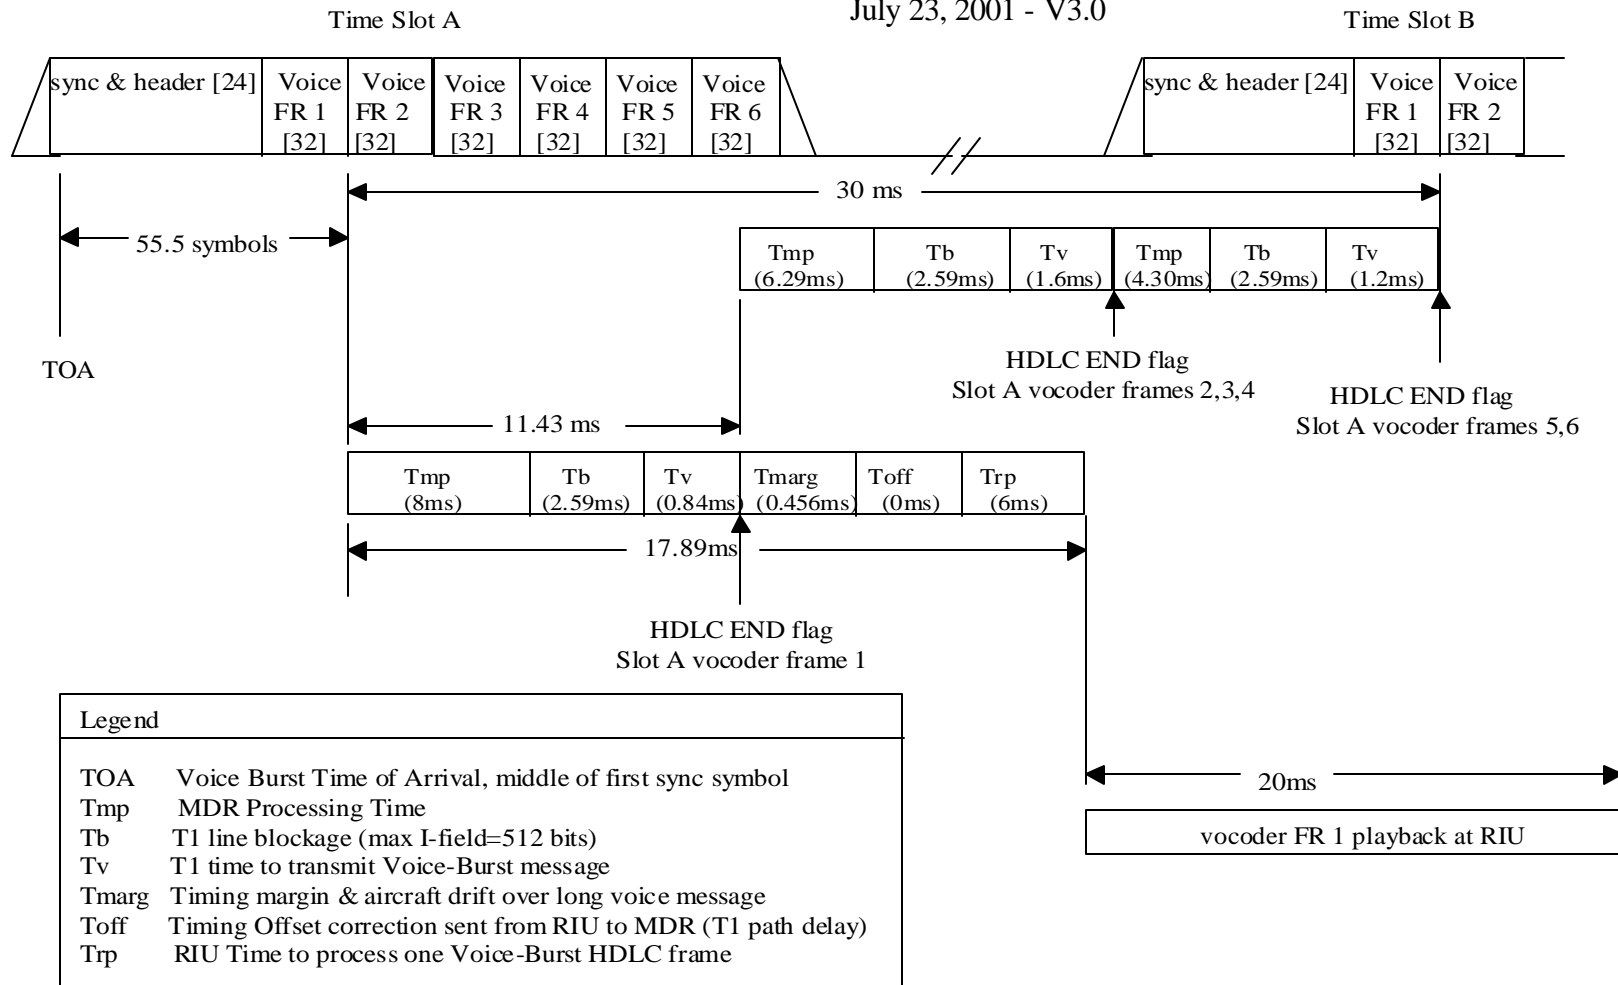 July 23, 2001 - V3.0
Time Slot A
Time Slot B
sync & header [24]
Voice
FR 1
[32]
Voice
FR 2
[32]
Voice
FR 3
[32]
Voice
FR 4
[32]
Voice
FR 5
[32]
Voice
FR 6
[32]
sync & header [24]
Voice
FR 1
[32]
Voice
FR 2
[32]
30 ms
55.5 symbols
Tmp
(6.29ms)
Tb
(2.59ms)
Tv
(1.6ms)
Tmp
(4.30ms)
Tb
(2.59ms)
Tv
(1.2ms)
TOA
HDLC END flag
Slot A vocoder frames 2,3,4
HDLC END flag
Slot A vocoder frames 5,6
11.43 ms
Tmp
(8ms)
Tb
(2.59ms)
Tv
(0.84ms)
Tmarg
(0.456ms)
Toff
(0ms)
Trp
(6ms)
17.89ms
HDLC END flag
Slot A vocoder frame 1
20ms
vocoder FR 1 playback at RIU
Legend
TOA Voice Burst Time of Arrival, middle of first sync symbol
Tmp MDR Processing Time
Tb T1 line blockage (max I-field=512 bits)
Tv T1 time to transmit Voice-Burst message
Tmarg Timing margin & aircraft drift over long voice message
Toff Timing Offset correction sent from RIU to MDR (T1 path delay)
Trp RIU Time to process one Voice-Burst HDLC frame